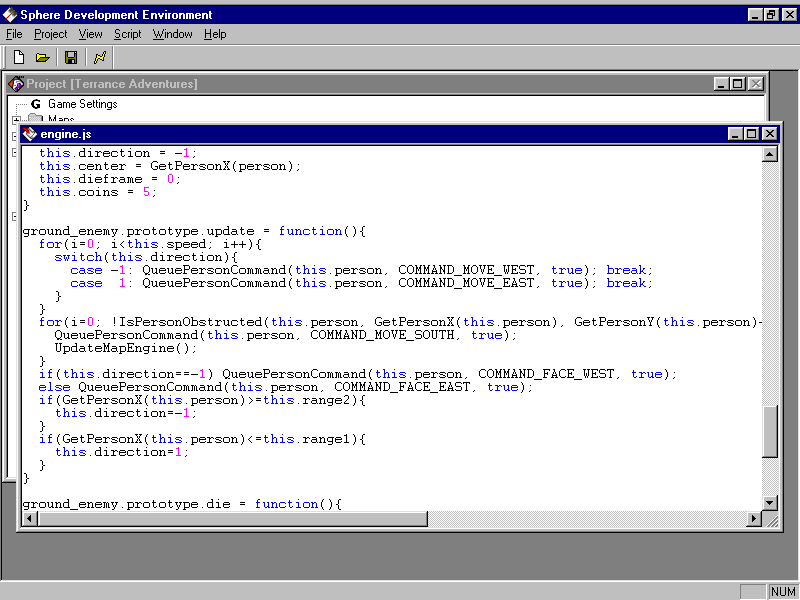 Sphere Development Environment
File Project View Script Window Help
Project [Terrance Adventures]
G Game Settings
Maps
engine.js
this.direction = -1;
this.center = GetPersonX(person);
this.dieframe = 0;
this.coins = 5;
}
ground_enemy.prototype.update = function(){
for(i=0; i<this.speed; i++){
switch(this.direction){
case -1: QueuePersonCommand(this.person, COMMAND_MOVE_WEST, true); break;
case 1: QueuePersonCommand(this.person, COMMAND_MOVE_EAST, true); break;
}
}
for(i=0; !IsPersonObstructed(this.person, GetPersonX(this.person), GetPersonY(this.person)-
QueuePersonCommand(this.person, COMMAND_MOVE_SOUTH, true);
UpdateMapEngine();
}
if(this.direction==-1) QueuePersonCommand(this.person, COMMAND_FACE_WEST, true);
else QueuePersonCommand(this.person, COMMAND_FACE_EAST, true);
if(GetPersonX(this.person)>=this.range2){
this.direction=-1;
}
if(GetPersonX(this.person)<=this.range1){
this.direction=1;
}
}
ground_enemy.prototype.die = function(){
NUM